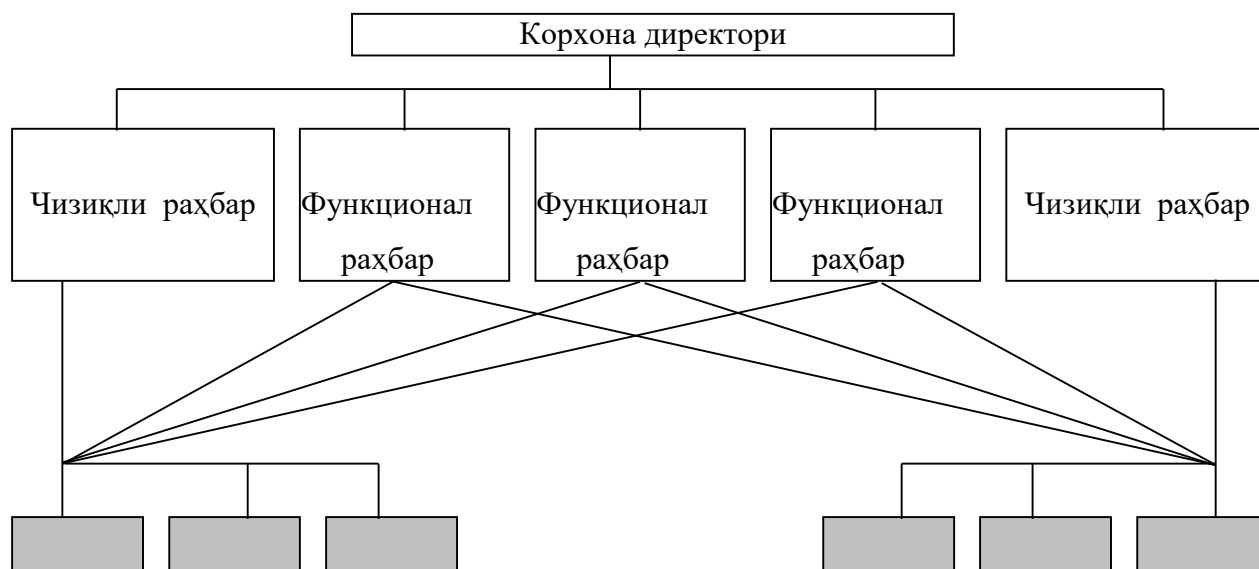 Корхона директори
Чизиқли раҳбар
Функционал
раҳбар
Функционал
раҳбар
Функционал
раҳбар
Чизиқли раҳбар